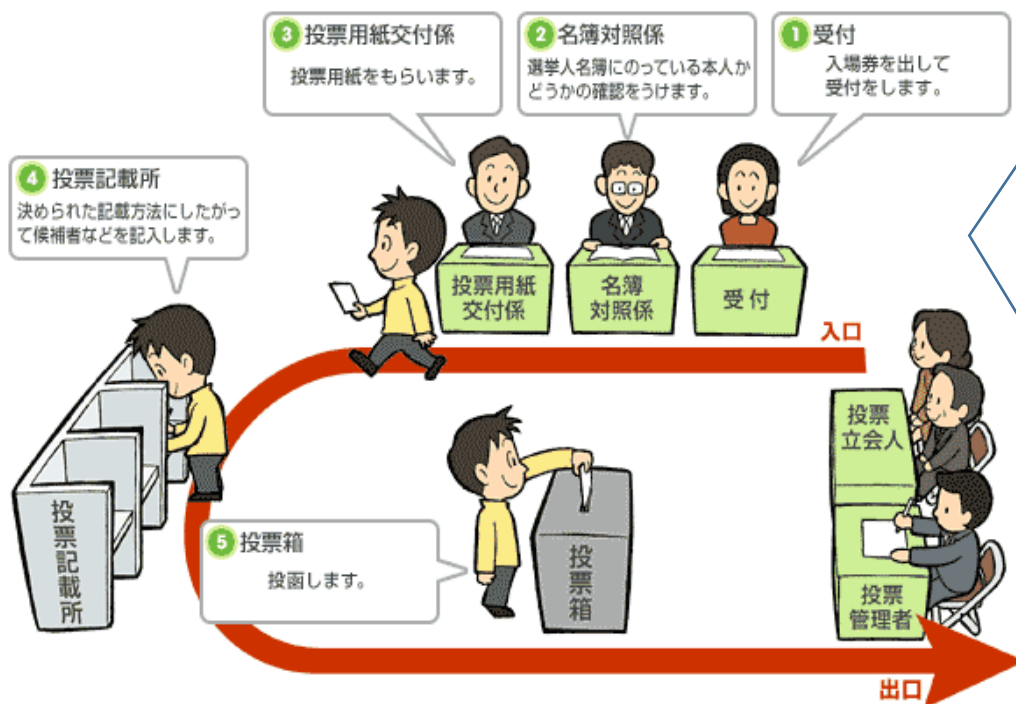 1 受付
入場券を出して
受付をします。
2 名簿対照係
選挙人名簿にのっている本人か
どうかの確認をうけます。
3 投票用紙交付係
投票用紙をもらいます。
4 投票記載所
決められた記載方法にしたがっ
て候補者などを記入します。
投票用紙
交付係
名簿
対照係
受付
入口
投票
立会人
投票記載所
5 投票箱
投函します。
投票箱
投票
管理者
出口